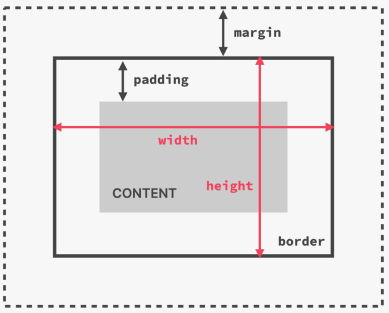 margin
padding
width
height
CONTENT
border